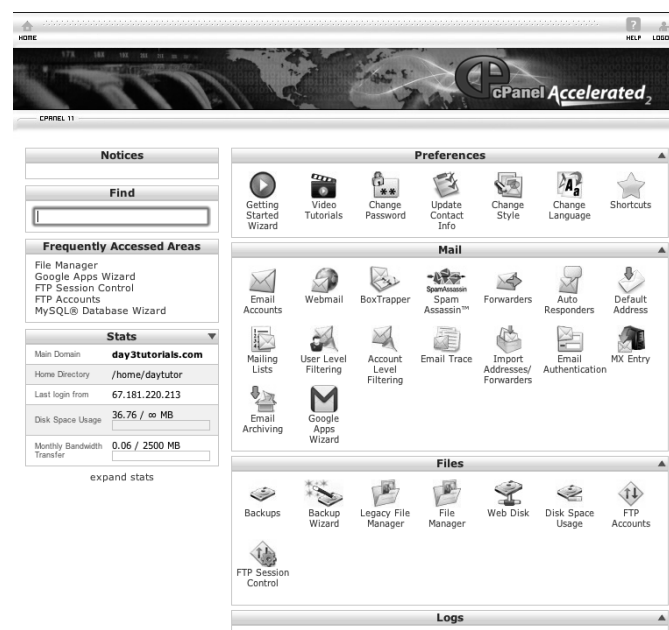 HOME
HELP
CPANEL 11
cPanel Accelerated2
Notices
Find
Frequently Accessed Areas
File Manager
Google Apps Wizard
FTP Session Control
FTP Accounts
MySQL® Database Wizard
Stats
Main Domain day3tutorials.com
Home Directory /home/daytutor
Last login from 67.181.220.213
Disk Space Usage 36.76 / ∞ MB
Monthly Bandwidth Transfer 0.06 / 2500 MB
expand stats
Preferences
Getting Started Wizard
Video Tutorials
Change Password
Update Contact Info
Change Style
Change Language
Shortcuts
Mail
Email Accounts
Webmail
BoxTrapper
SpamAssassin
Spam Assassin™
Forwarders
Auto Responders
Default Address
Mailing Lists
User Level Filtering
Account Level Filtering
Email Trace
Import Addresses/ Forwarders
Email Authentication
MX Entry
Email Archiving
Google Apps Wizard
Files
Backups
Backup Wizard
Legacy File Manager
File Manager
Web Disk
Disk Space Usage
FTP Accounts
FTP Session Control
Logs